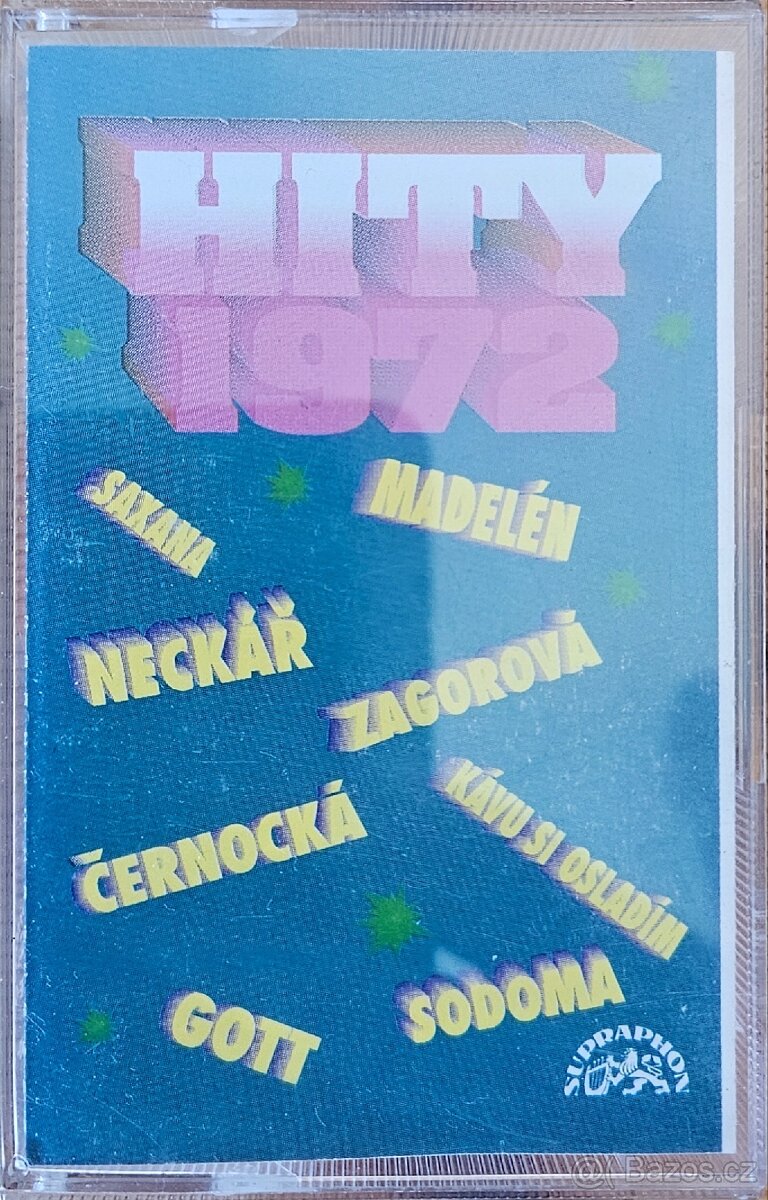 HITY
1972
SAXANA
MADELÉN
NECKÁŘ
ZAGOROVÁ
ČERNOCKÁ
KÁVU SI OSLADÍM
GOTT
SODOMA
SUPRAPHON
Bazos.cz